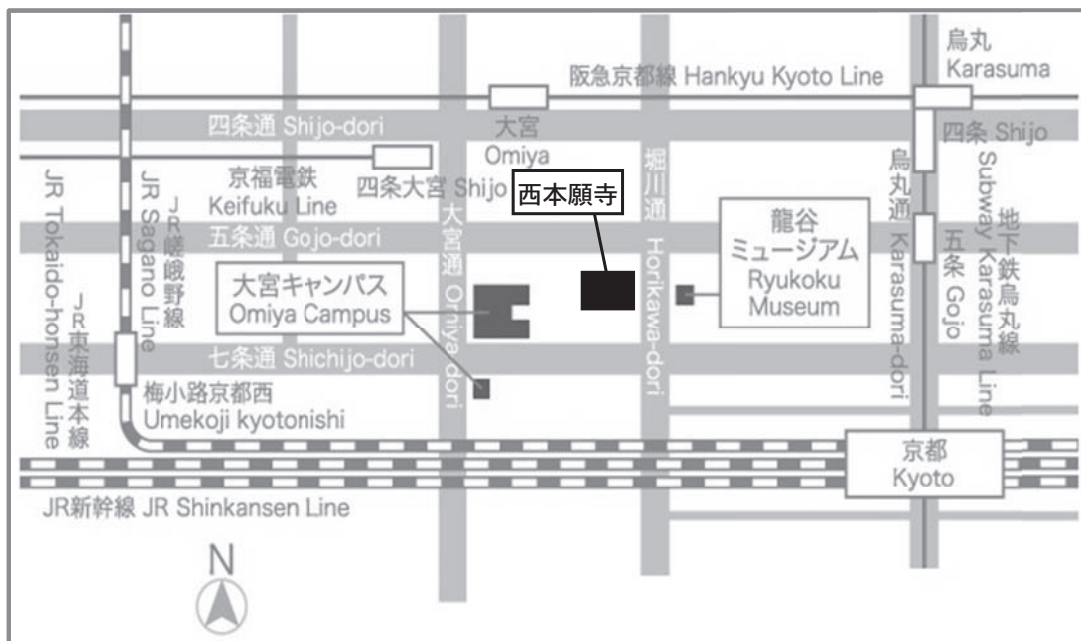 烏丸
Karasuma
阪急京都線 Hankyu Kyoto Line
四条通 Shijo-dori
大宮
Omiya
四条 Shijo
京福電鉄
Keifuku Line
四条大宮 Shijo
西本願寺
堀川通 Horikawa-dori
烏丸通 Karasuma-dori
地下鉄烏丸線
Subway Karasuma Line
五条通 Gojo-dori
五条 Gojo
龍谷
ミュージアム
Ryukoku
Museum
大宮通 Omiya-dori
大宮キャンパス
Omiya Campus
JR嵯峨野線
JR Sagano Line
JR東海道本線
JR Tokaido-honsen Line
七条通 Shichijo-dori
梅小路京都西
Umekoji kyotonishi
京都
Kyoto
JR新幹線 JR Shinkansen Line
N